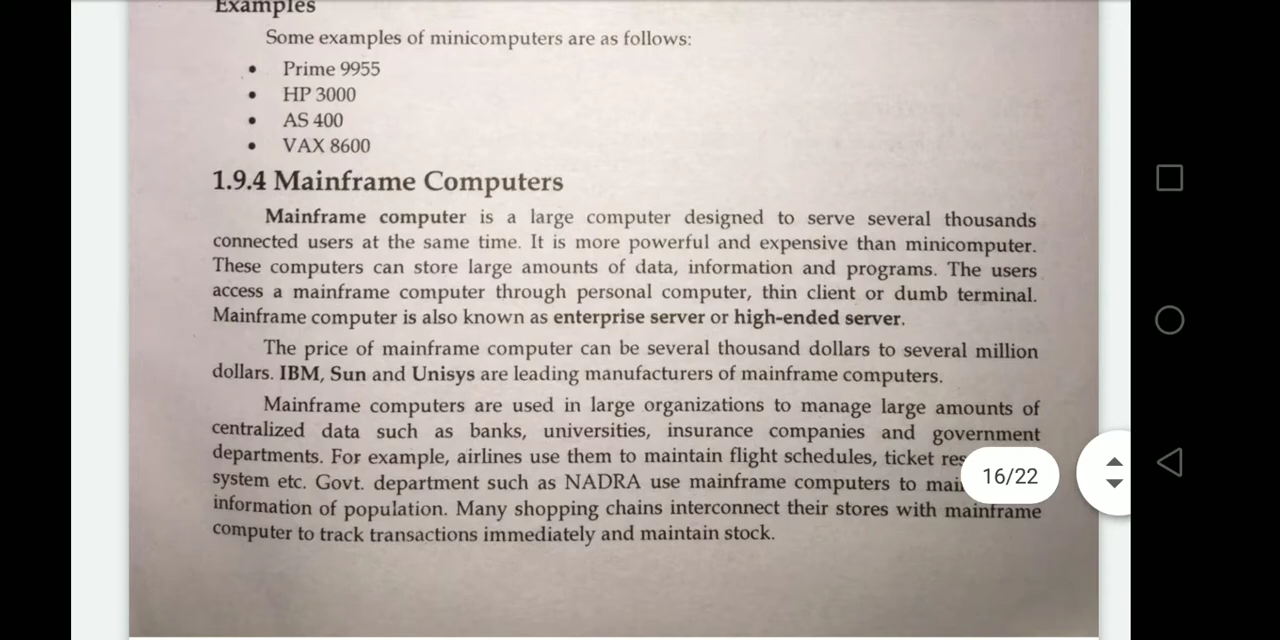 Examples
Some examples of minicomputers are as follows:
• Prime 9955
• HP 3000
• AS 400
• VAX 8600
1.9.4 Mainframe Computers
Mainframe computer is a large computer designed to serve several thousands
connected users at the same time. It is more powerful and expensive than minicomputer.
These computers can store large amounts of data, information and programs. The users
access a mainframe computer through personal computer, thin client or dumb terminal.
Mainframe computer is also known as enterprise server or high-ended server.
The price of mainframe computer can be several thousand dollars to several million
dollars. IBM, Sun and Unisys are leading manufacturers of mainframe computers.
Mainframe computers are used in large organizations to manage large amounts of
centralized data such as banks, universities, insurance companies and government
departments. For example, airlines use them to maintain flight schedules, ticket
system etc. Govt. department such as NADRA use mainframe computers to
16/22
information of population. Many shopping chains interconnect their stores with mainframe
computer to track transactions immediately and maintain stock.